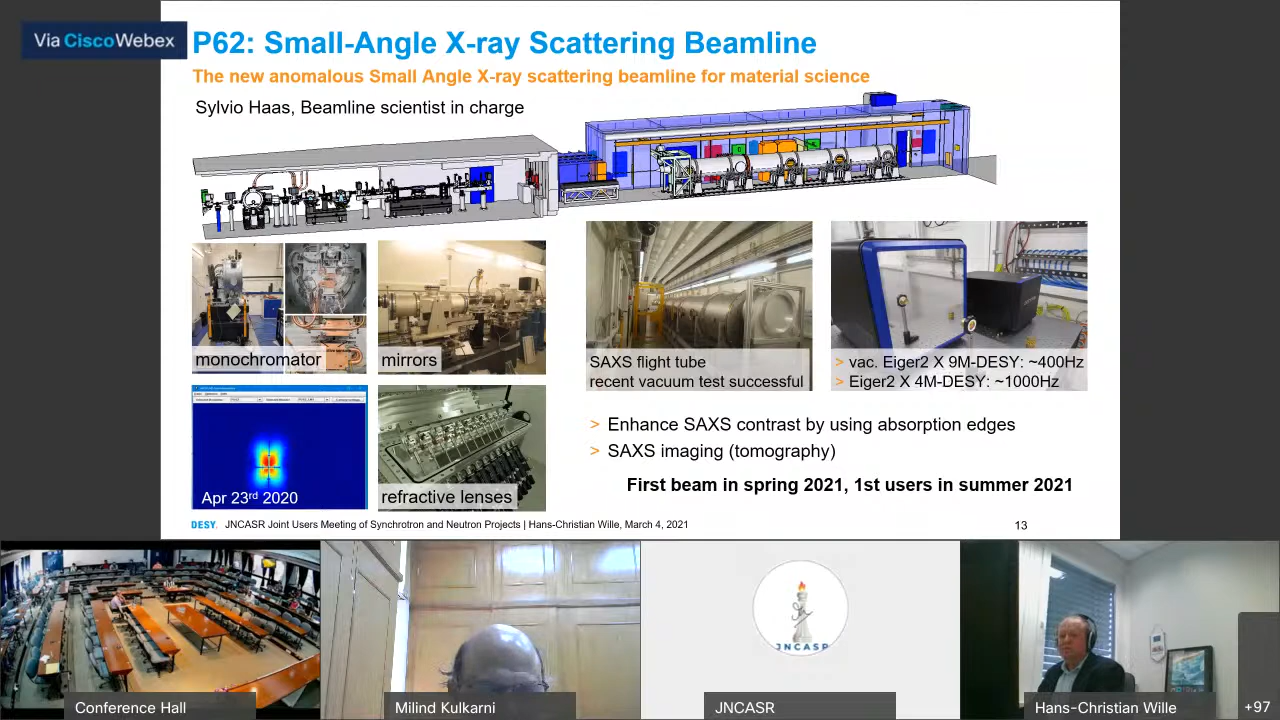 Via Cisco Webex
P62: Small-Angle X-ray Scattering Beamline
The new anomalous Small Angle X-ray scattering beamline for material science
Sylvio Haas, Beamline scientist in charge
monochromator
mirrors
SAXS flight tube
recent vacuum test successful
> vac. Eiger2 X 9M-DESY: ~400Hz
> Eiger2 X 4M-DESY: ~1000Hz
Apr 23rd 2020
refractive lenses
> Enhance SAXS contrast by using absorption edges
> SAXS imaging (tomography)
First beam in spring 2021, 1st users in summer 2021
DESY. JNCASR Joint Users Meeting of Synchrotron and Neutron Projects | Hans-Christian Wille, March 4, 2021
13
JNCASR
Conference Hall
Milind Kulkarni
JNCASR
Hans-Christian Wille
+97